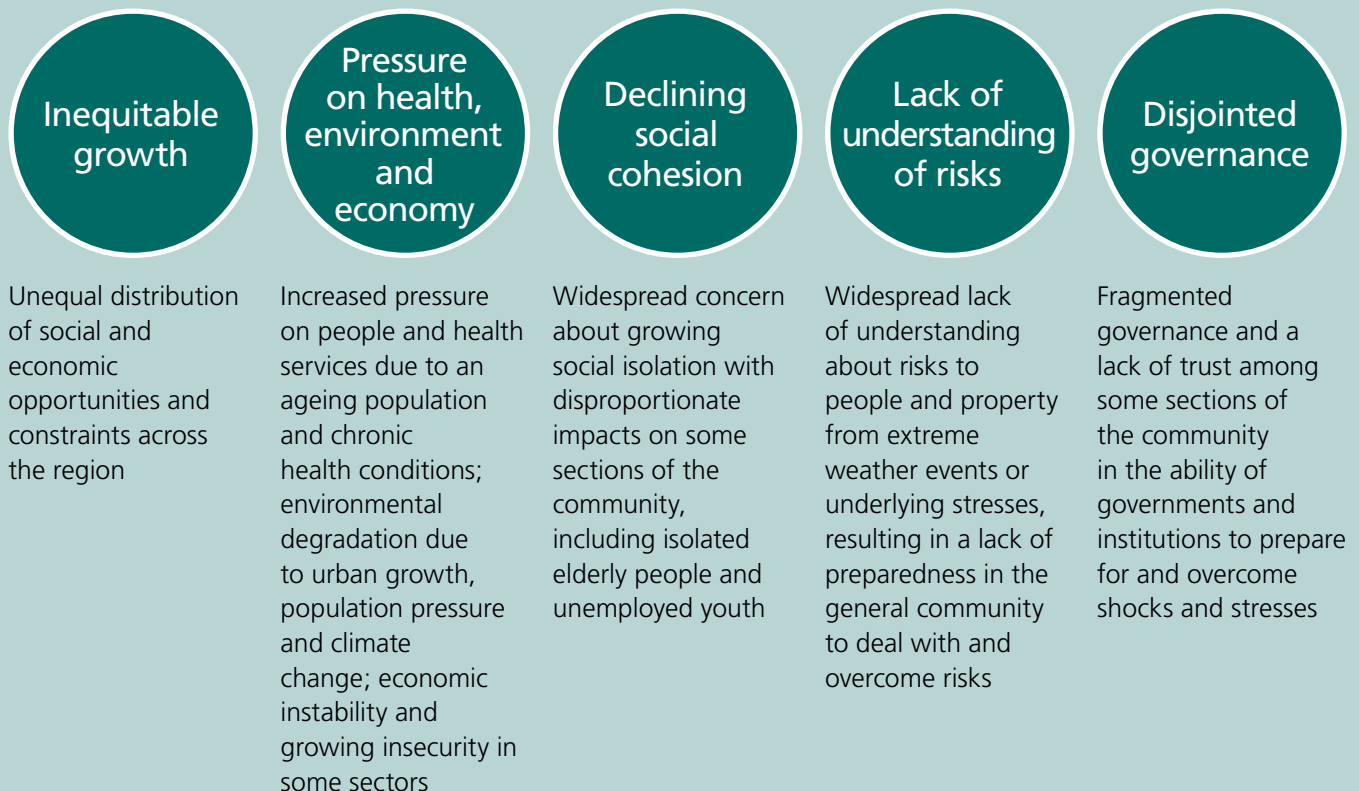 Inequitable
growth
Unequal distribution
of social and
economic
opportunities and
constraints across
the region
Pressure
on health,
environment
and
economy
Increased pressure
on people and health
services due to an
ageing population
and chronic
health conditions;
environmental
degradation due
to urban growth,
population pressure
and climate
change; economic
instability and
growing insecurity in
some sectors
Declining
social
cohesion
Widespread concern
about growing
social isolation with
disproportionate
impacts on some
sections of the
community,
including isolated
elderly people and
unemployed youth
Lack of
understanding
of risks
Widespread lack
of understanding
about risks to
people and property
from extreme
weather events or
underlying stresses,
resulting in a lack of
preparedness in the
general community
to deal with and
overcome risks
Disjointed
governance
Fragmented
governance and a
lack of trust among
some sections of
the community
in the ability of
governments and
institutions to prepare
for and overcome
shocks and stresses